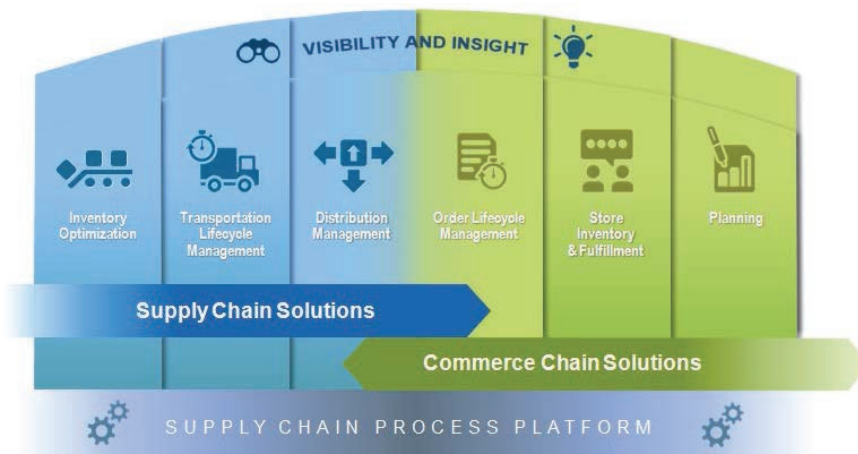 VISIBILITY AND INSIGHT
Inventory
Optimization
Transportation
Lifecycle
Management
Distribution
Management
Order Lifecycle
Management
Store
Inventory
& Fulfillment
Planning
Supply Chain Solutions
Commerce Chain Solutions
SUPPLY CHAIN PROCESS PLATFORM